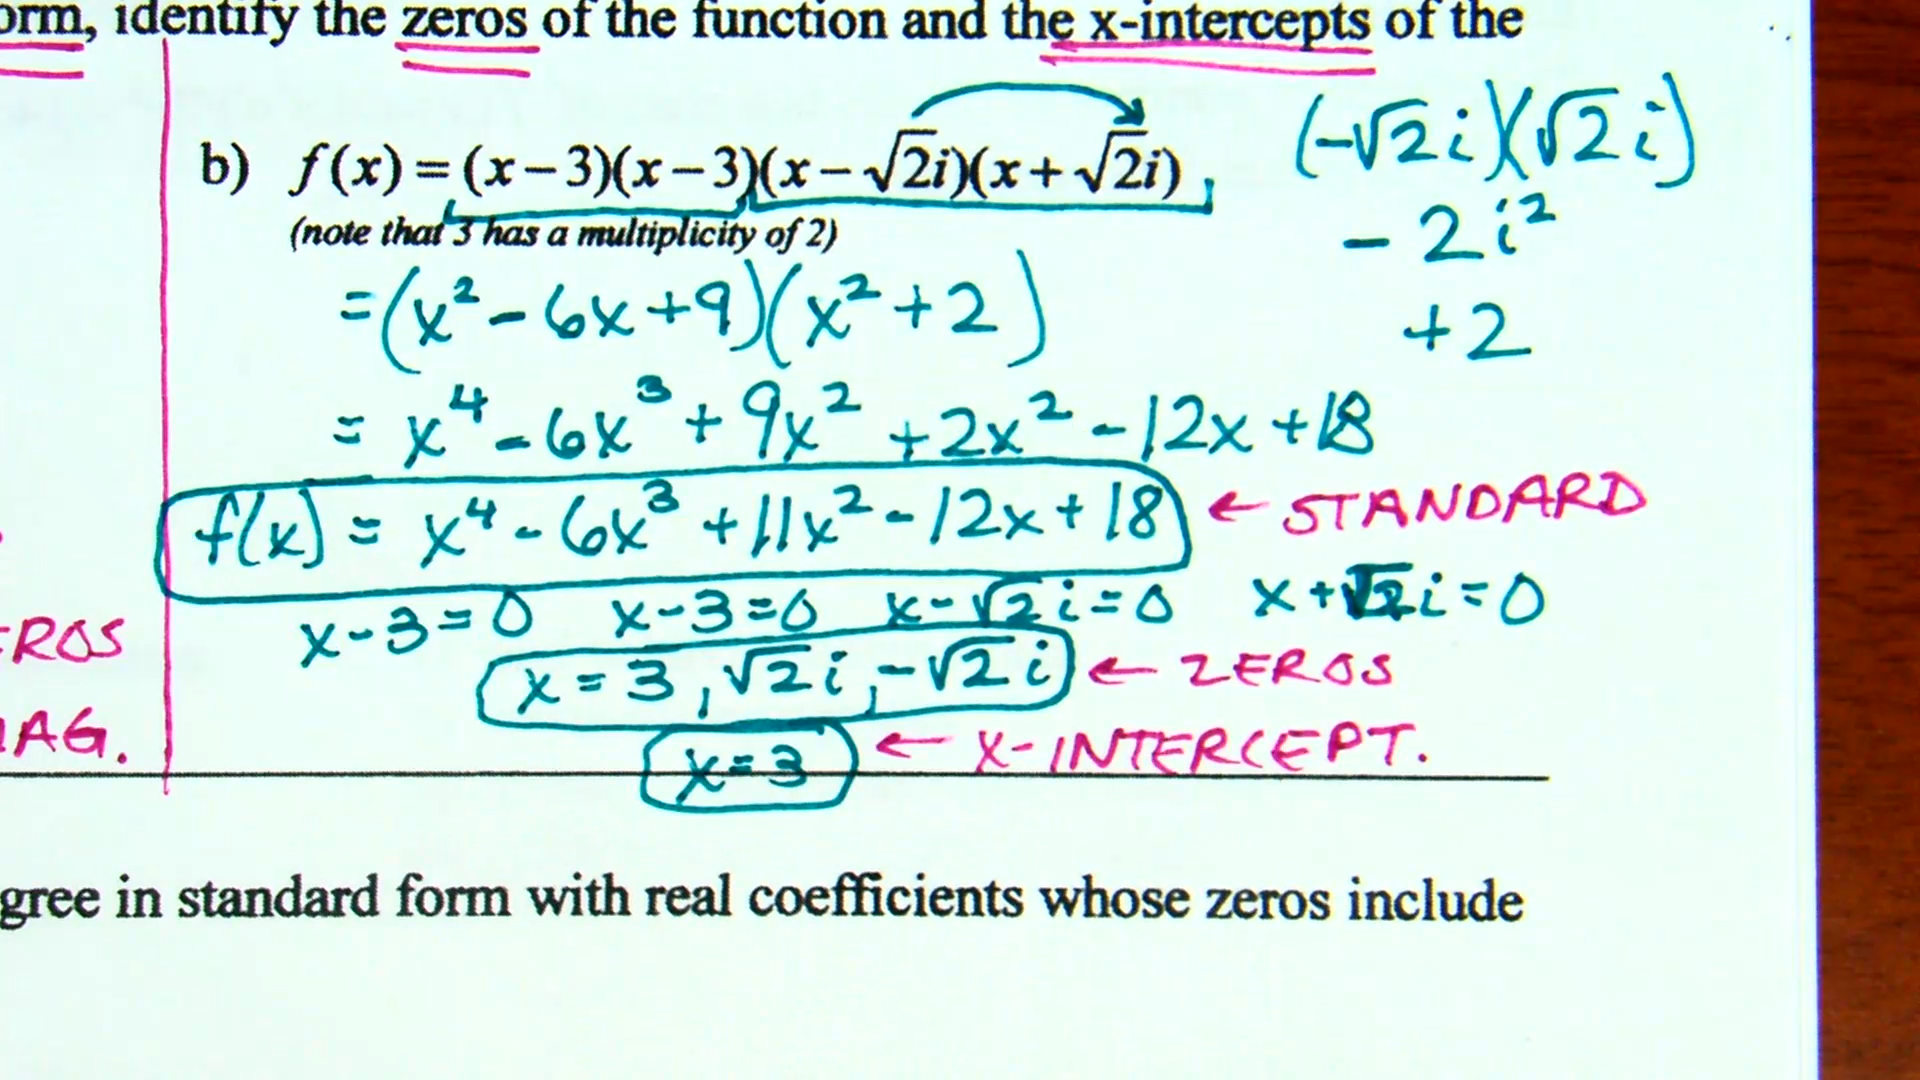 orm, identify the zeros of the function and the x-intercepts of the
b) f(x) = (x − 3)(x − 3)(x − √2i)(x + √2i)
(−√2i)(√2i)
(note that 3 has a multiplicity of 2)
− 2i²
= (x² − 6x + 9)(x² + 2)
+2
= x⁴ − 6x³ + 9x² + 2x² − 12x + 18
f(x) = x⁴ − 6x³ + 11x² − 12x + 18 ← STANDARD
x − 3 = 0 x − 3 = 0 x − √2i = 0 x + √2i = 0
EROS
x = 3, √2i, −√2i ← ZEROS
AG.
x = 3 ← X-INTERCEPT.
gree in standard form with real coefficients whose zeros include